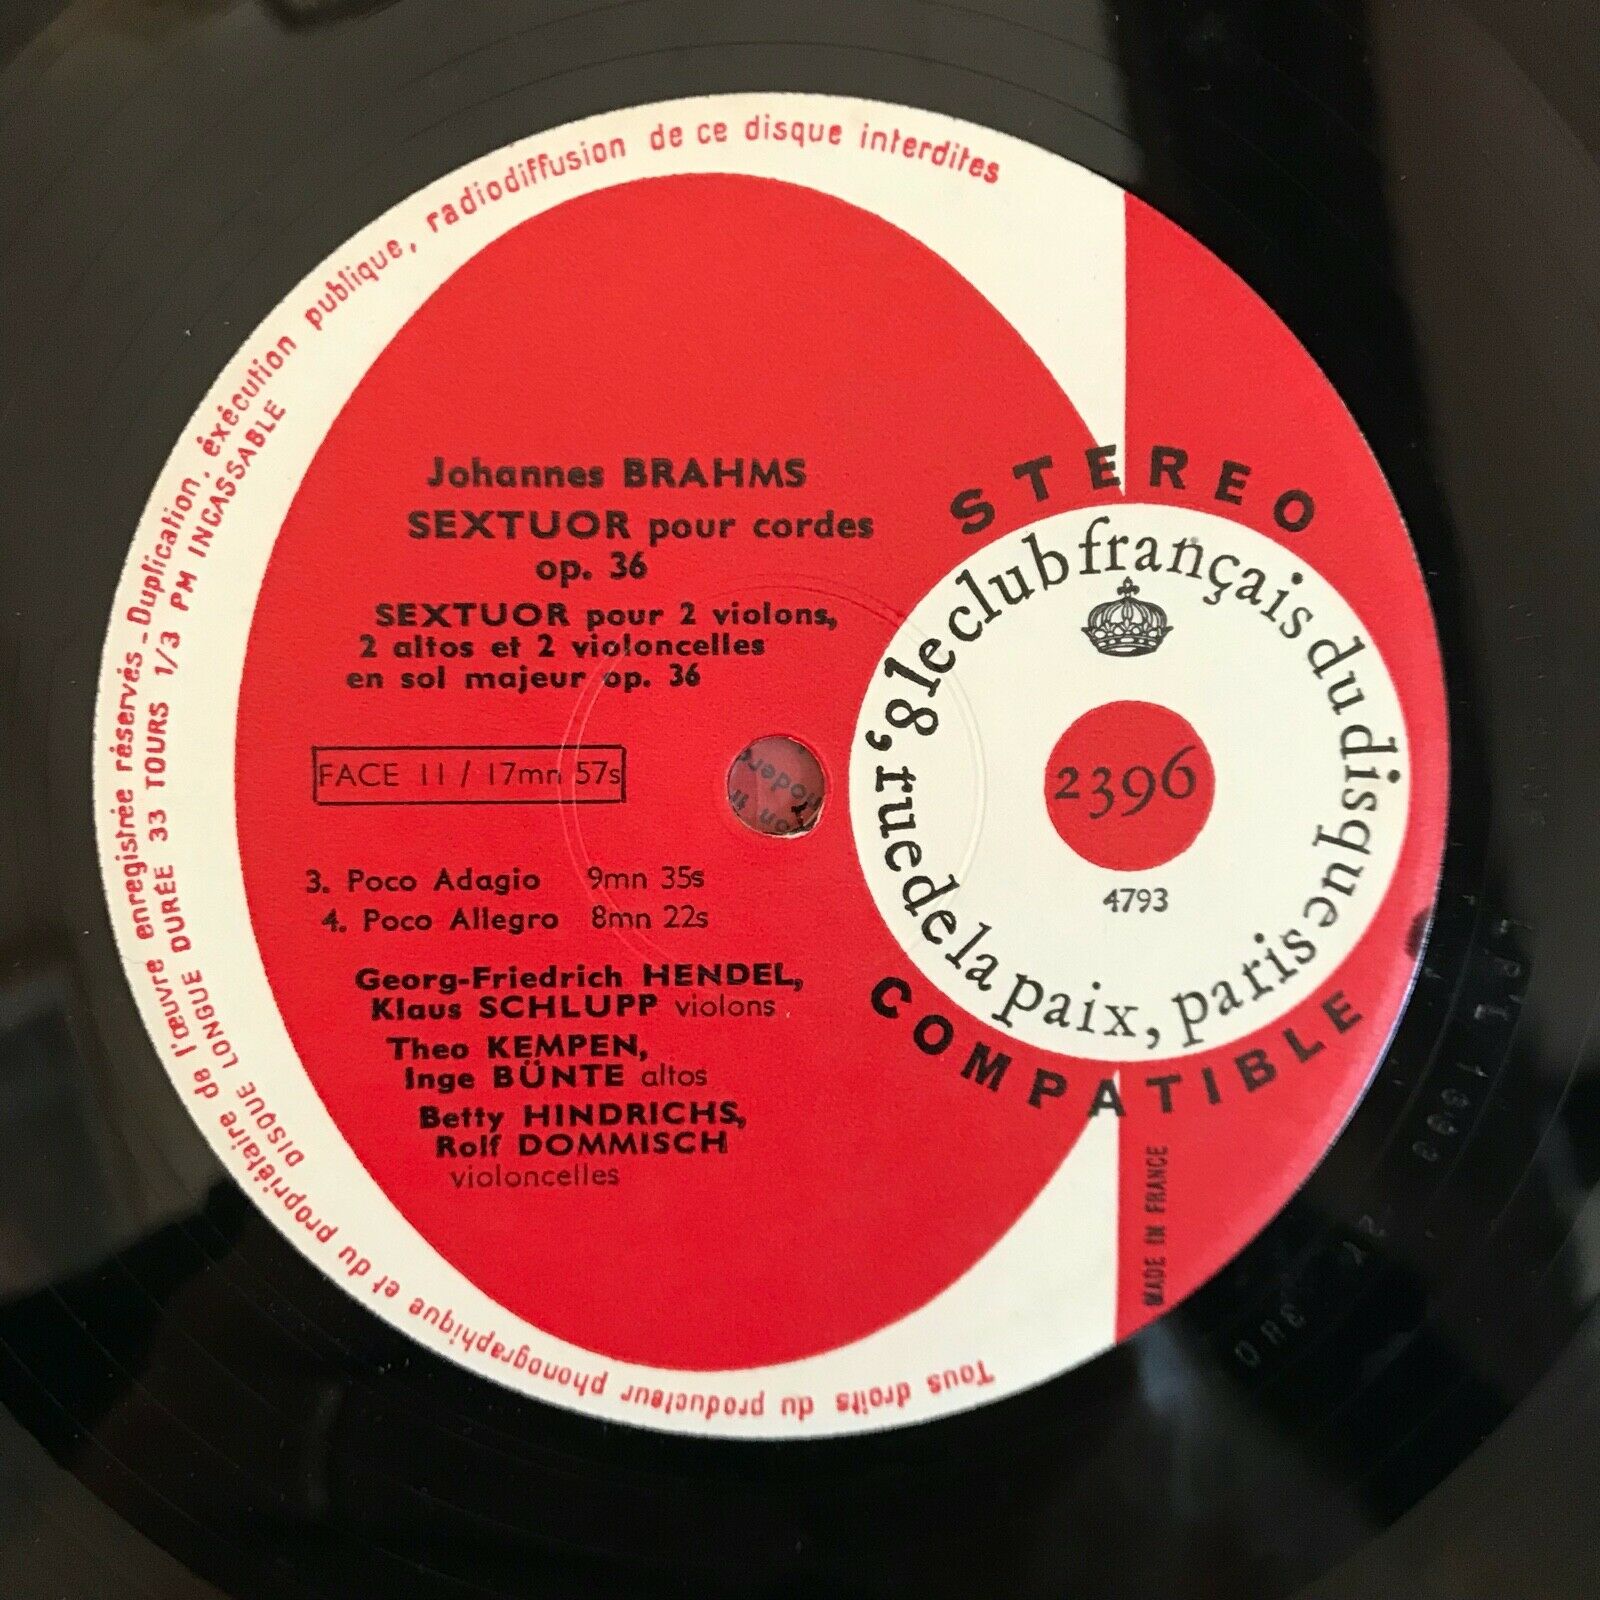 Johannes BRAHMS
SEXTUOR pour cordes
op. 36
SEXTUOR pour 2 violons,
2 altos et 2 violoncelles
en sol majeur op. 36
FACE 11 / 17mn 57s
3. Poco Adagio 9mn 35s
4. Poco Allegro 8mn 22s
Georg-Friedrich HENDEL,
Klaus SCHLUPP violons
Theo KEMPEN,
Inge BÜNTE altos
Betty HINDRICHS,
Rolf DOMMISCH
violoncelles
STEREO
COMPATIBLE
le club français du disque
8, rue de la paix, paris
2396
4793
MADE IN FRANCE
Tous droits du producteur phonographique et du propriétaire de l'œuvre enregistrée réservés - Duplication, éxécution publique, radiodiffusion de ce disque interdites
DISQUE LONGUE DURÉE 33 TOURS 1/3 PM INCASSABLE